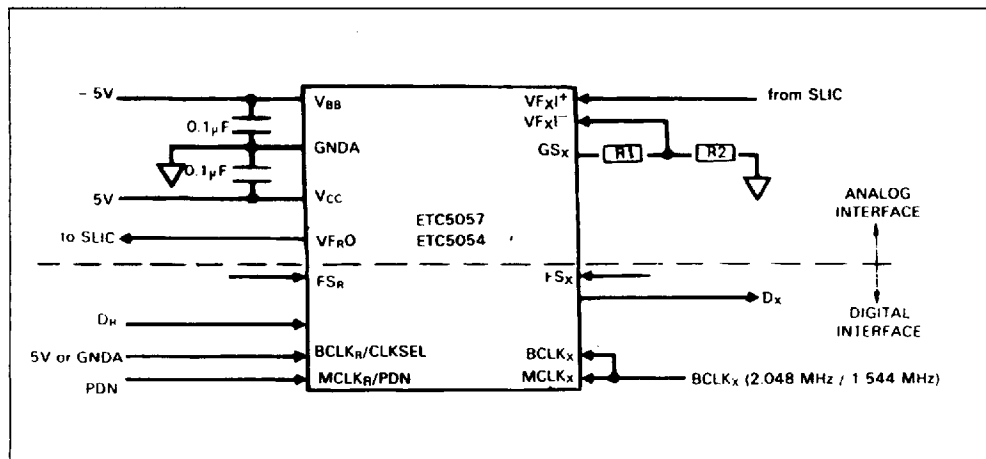 - 5V
VBB
VFXI+
from SLIC
0.1µF
VFXI−
GNDA
GSX
R1
R2
0.1µF
5V
VCC
ETC5057
ETC5054
ANALOG
INTERFACE
to SLIC
VFRO
FSR
FSX
DX
DIGITAL
INTERFACE
DR
5V or GNDA
BCLKR/CLKSEL
BCLKX
PDN
MCLKR/PDN
MCLKX
BCLKX (2.048 MHz / 1 544 MHz)